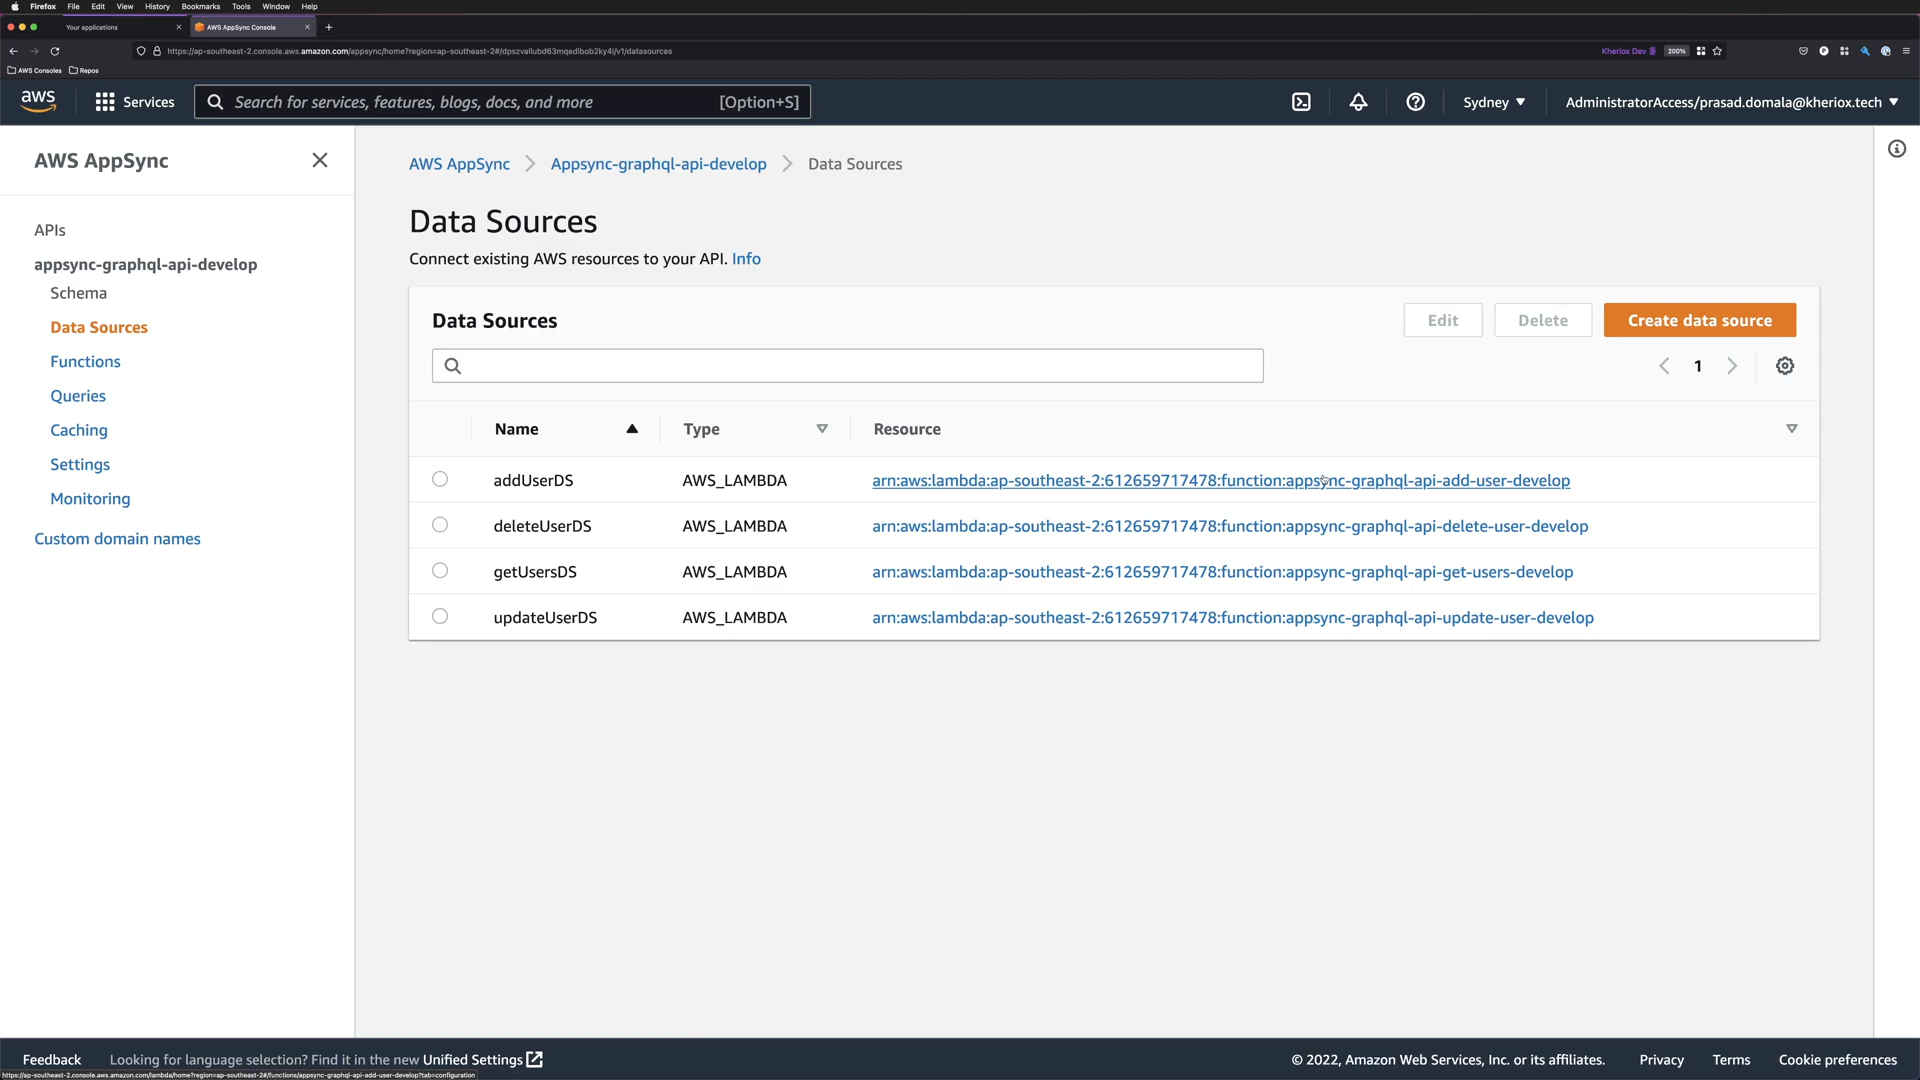 Firefox File Edit View History Bookmarks Tools Window Help
Your applications
AWS AppSync Console
https://ap-southeast-2.console.aws.amazon.com/appsync/home?region=ap-southeast-2#/dpszvallubd63mqedlbob2ky4i/v1/datasources
Kheriox Dev
200%
AWS Consoles Repos
aws
Services
Search for services, features, blogs, docs, and more [Option+S]
Sydney ▼
AdministratorAccess/prasad.domala@kheriox.tech ▼
AWS AppSync
APIs
appsync-graphql-api-develop
Schema
Data Sources
Functions
Queries
Caching
Settings
Monitoring
Custom domain names
AWS AppSync > Appsync-graphql-api-develop > Data Sources
Data Sources
Connect existing AWS resources to your API. Info
Data Sources
Edit Delete Create data source
1
Name Type Resource
addUserDS AWS_LAMBDA arn:aws:lambda:ap-southeast-2:612659717478:function:appsync-graphql-api-add-user-develop
deleteUserDS AWS_LAMBDA arn:aws:lambda:ap-southeast-2:612659717478:function:appsync-graphql-api-delete-user-develop
getUsersDS AWS_LAMBDA arn:aws:lambda:ap-southeast-2:612659717478:function:appsync-graphql-api-get-users-develop
updateUserDS AWS_LAMBDA arn:aws:lambda:ap-southeast-2:612659717478:function:appsync-graphql-api-update-user-develop
Feedback Looking for language selection? Find it in the new Unified Settings
© 2022, Amazon Web Services, Inc. or its affiliates. Privacy Terms Cookie preferences
https://ap-southeast-2.console.aws.amazon.com/lambda/home?region=ap-southeast-2#/functions/appsync-graphql-api-add-user-develop?tab=configuration